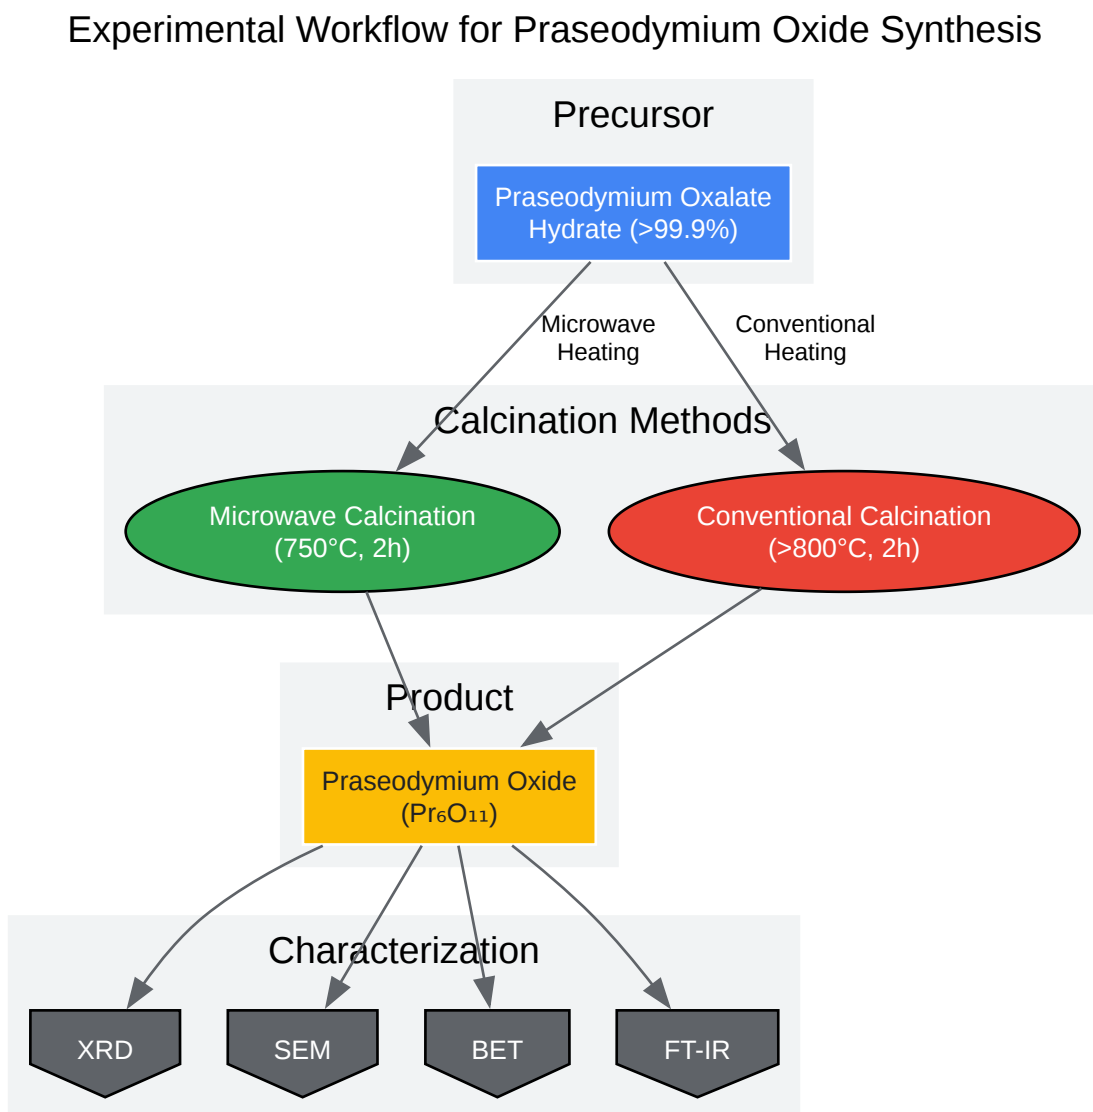 Experimental Workflow for Praseodymium Oxide Synthesis
Precursor
Praseodymium Oxalate
Hydrate (>99.9%)
Microwave
Heating
Conventional
Heating
Calcination Methods
Microwave Calcination
(750°C, 2h)
Conventional Calcination
(>800°C, 2h)
Product
Praseodymium Oxide
(Pr₆O₁₁)
Characterization
XRD
SEM
BET
FT-IR